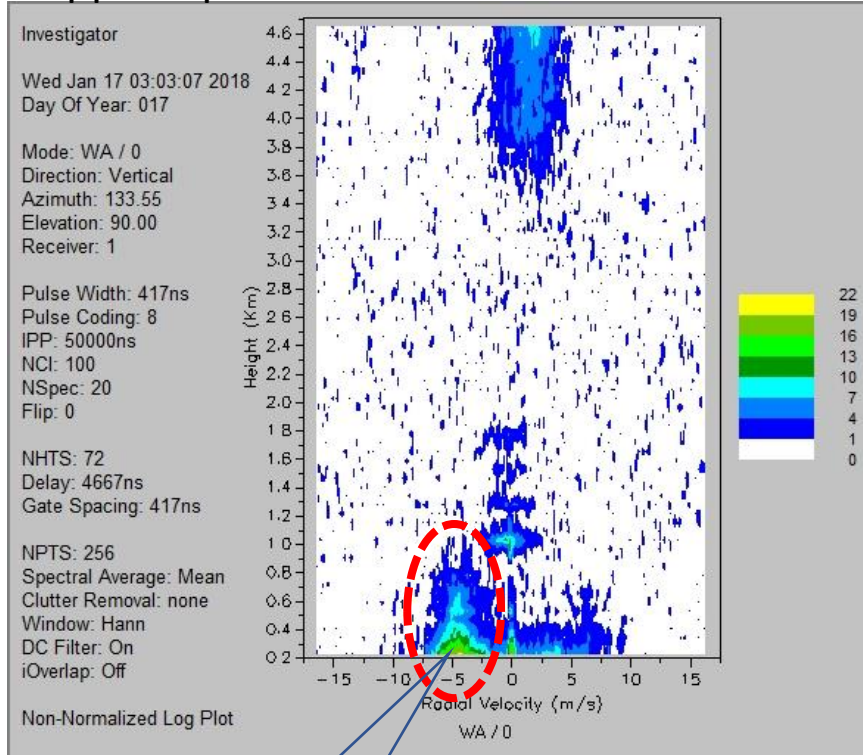 Investigator
Wed Jan 17 03:03:07 2018
Day Of Year: 017
Mode: WA / 0
Direction: Vertical
Azimuth: 133.55
Elevation: 90.00
Receiver: 1
Pulse Width: 417ns
Pulse Coding: 8
IPP: 50000ns
NCI: 100
NSpec: 20
Flip: 0
NHTS: 72
Delay: 4667ns
Gate Spacing: 417ns
NPTS: 256
Spectral Average: Mean
Clutter Removal: none
Window: Hann
DC Filter: On
iOverlap: Off
Non-Normalized Log Plot
Height (Km)
4.6
4.4
4.2
4.0
3.8
3.6
3.4
3.2
3.0
2.8
2.6
2.4
2.2
2.0
1.8
1.6
1.4
1.2
1.0
0.8
0.6
0.4
0.2
-15 -10 -5 0 5 10 15
Radial Velocity (m/s)
WA / 0
22
19
16
13
10
7
4
1
0